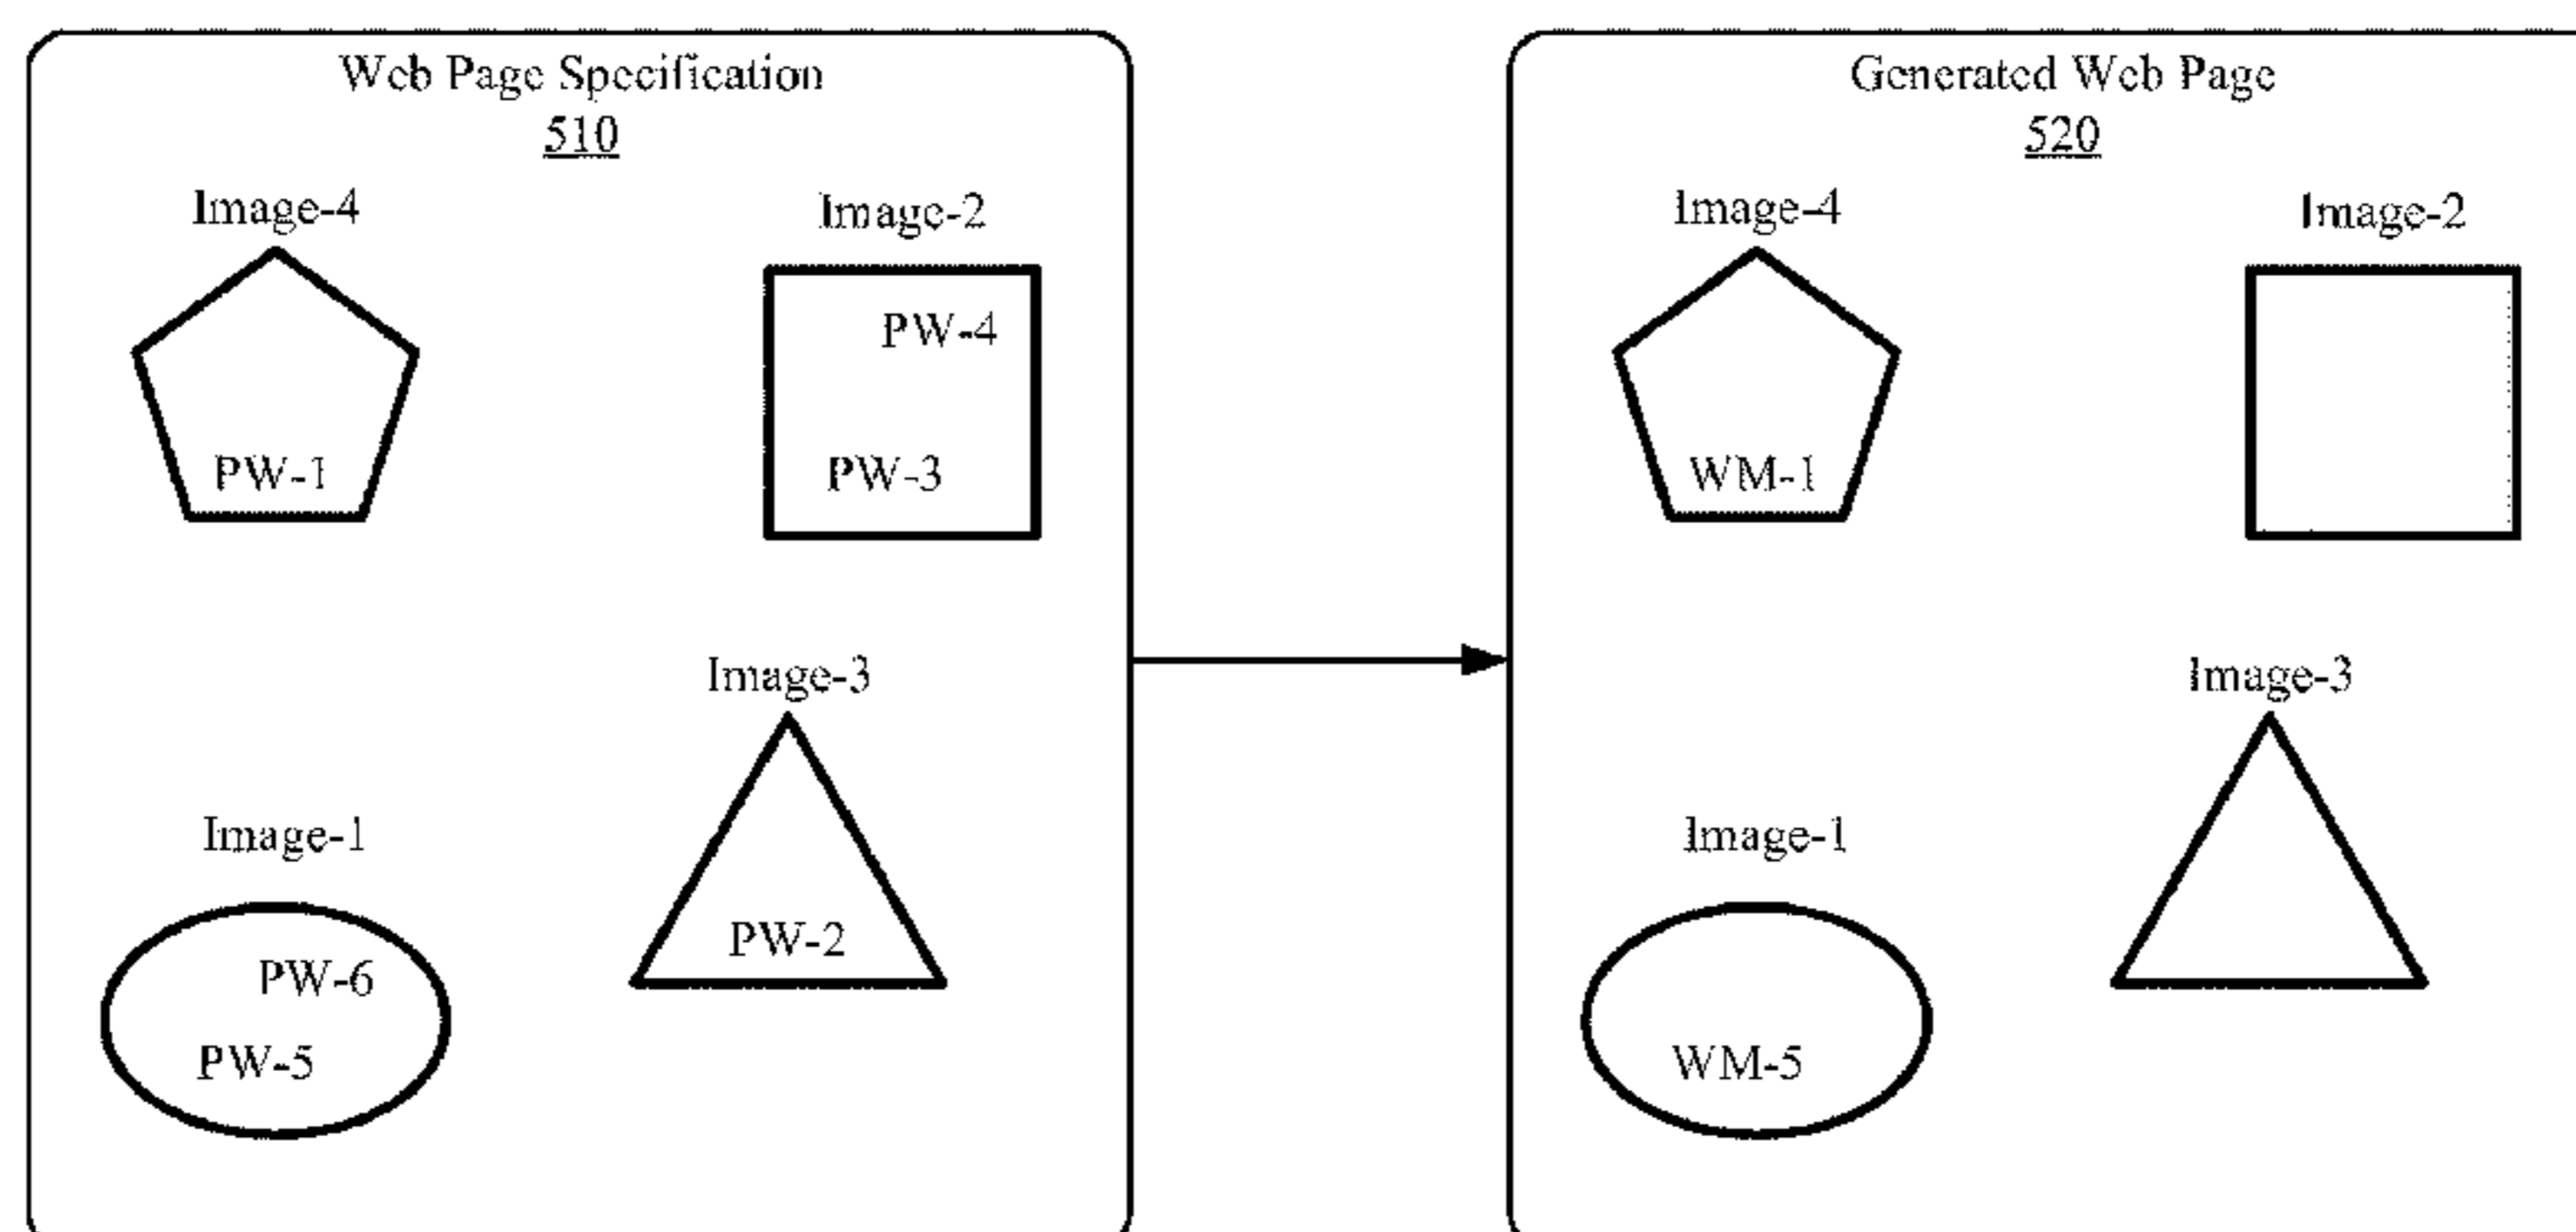 Web Page Specification
510
Image-4
Image-2
PW-4
PW-1
PW-3
Image-3
Image-1
PW-2
PW-6
PW-5
Generated Web Page
520
Image-4
Image-2
WM-1
Image-3
Image-1
WM-5